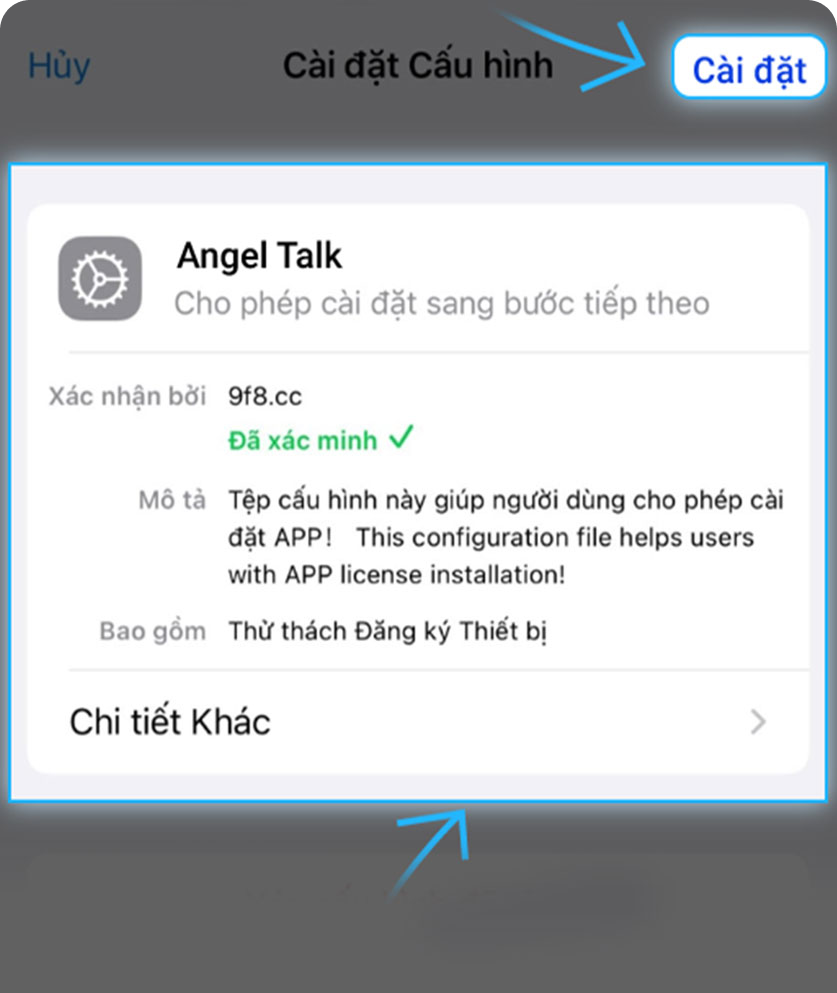 Hủy
Cài đặt Cấu hình
Cài đặt
Angel Talk
Cho phép cài đặt sang bước tiếp theo
Xác nhận bởi 9f8.cc
Đã xác minh ✓
Mô tả Tệp cấu hình này giúp người dùng cho phép cài
đặt APP! This configuration file helps users
with APP license installation!
Bao gồm Thử thách Đăng ký Thiết bị
Chi tiết Khác